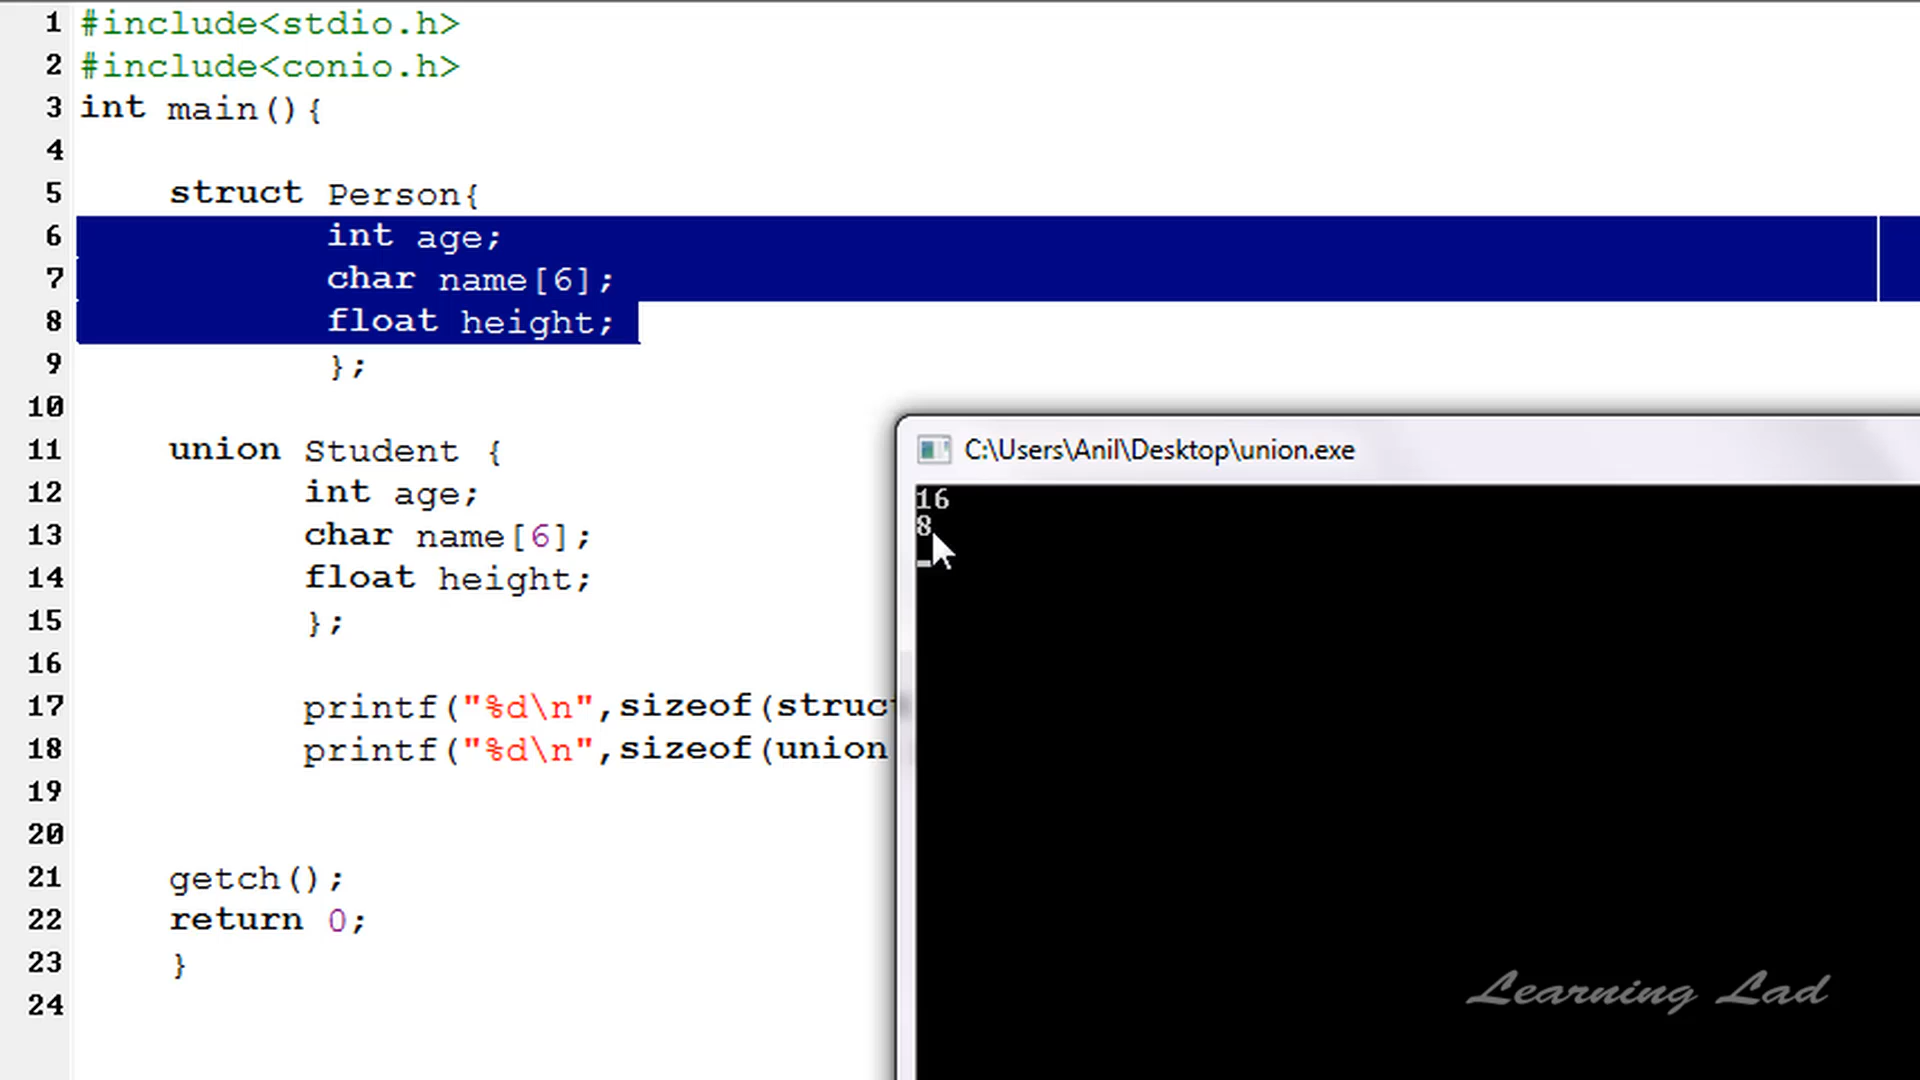 1 #include<stdio.h>
2 #include<conio.h>
3 int main(){
4
5 struct Person{
6 int age;
7 char name[6];
8 float height;
9 };
10
11 union Student {
12 int age;
13 char name[6];
14 float height;
15 };
16
17 printf("%d\n",sizeof(struct
18 printf("%d\n",sizeof(union
19
20
21 getch();
22 return 0;
23 }
24
C:\Users\Anil\Desktop\union.exe
16
8
Learning Lad